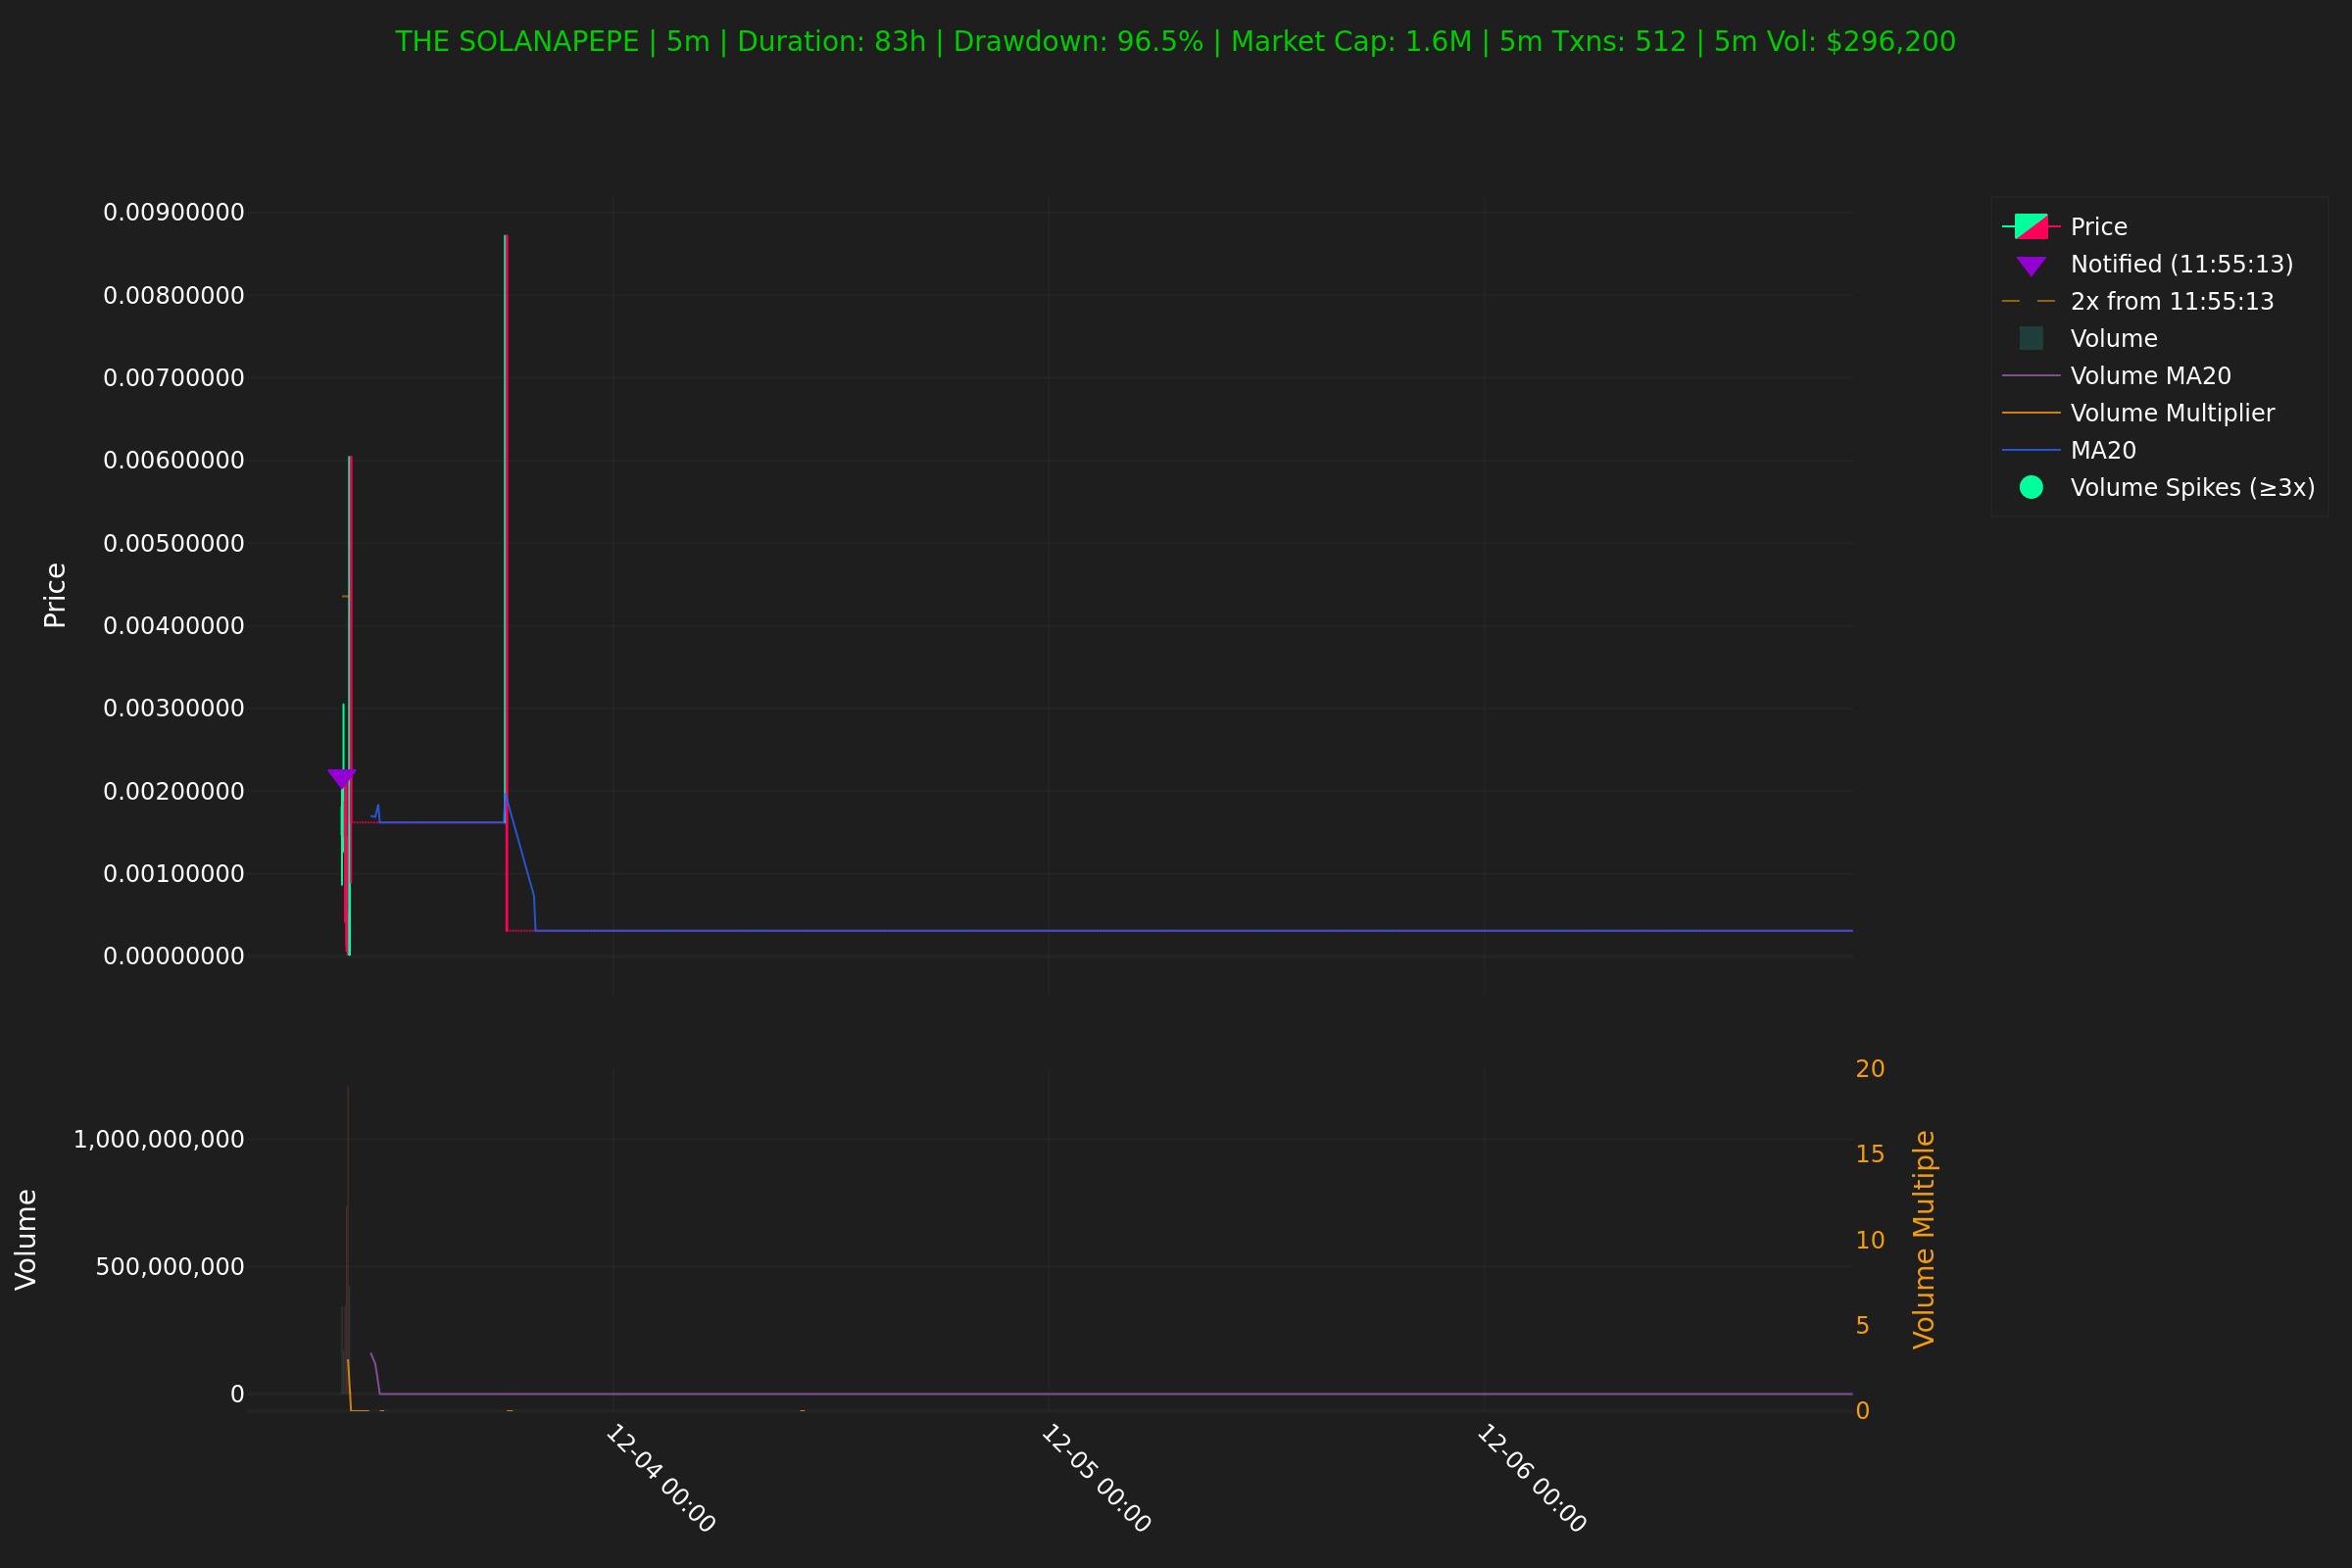 THE SOLANAPEPE | 5m | Duration: 83h | Drawdown: 96.5% | Market Cap: 1.6M | 5m Txns: 512 | 5m Vol: $296,200
0.00900000
0.00800000
0.00700000
0.00600000
0.00500000
0.00400000
0.00300000
0.00200000
0.00100000
0.00000000
Price
Price
Notified (11:55:13)
2x from 11:55:13
Volume
Volume MA20
Volume Multiplier
MA20
Volume Spikes (≥3x)
1,000,000,000
500,000,000
0
Volume
20
15
10
5
0
Volume Multiple
12-04 00:00
12-05 00:00
12-06 00:00